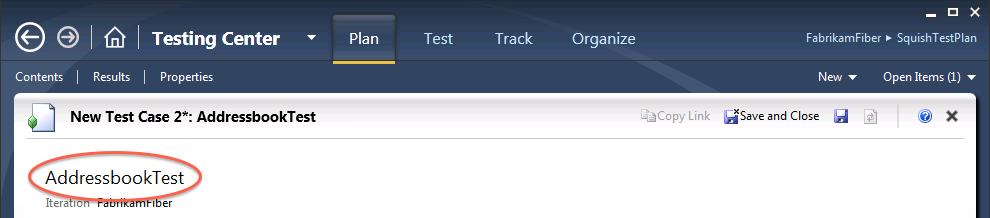 Testing Center Plan Test Track Organize FabrikamFiber ▸ SquishTestPlan
Contents Results Properties New Open Items (1)
New Test Case 2*: AddressbookTest Copy Link Save and Close
AddressbookTest
Iteration FabrikamFiber